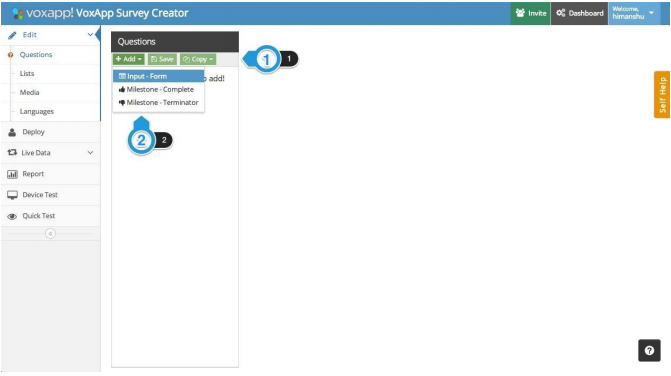 voxapp! VoxApp Survey Creator
Invite
Dashboard
Welcome,
himanshu
Edit
Questions
Lists
Media
Languages
Deploy
Live Data
Report
Device Test
Quick Test
Questions
+ Add
Save
Copy
o add!
Input - Form
Milestone - Complete
Milestone - Terminator
1 1
2 2
Self Help
?